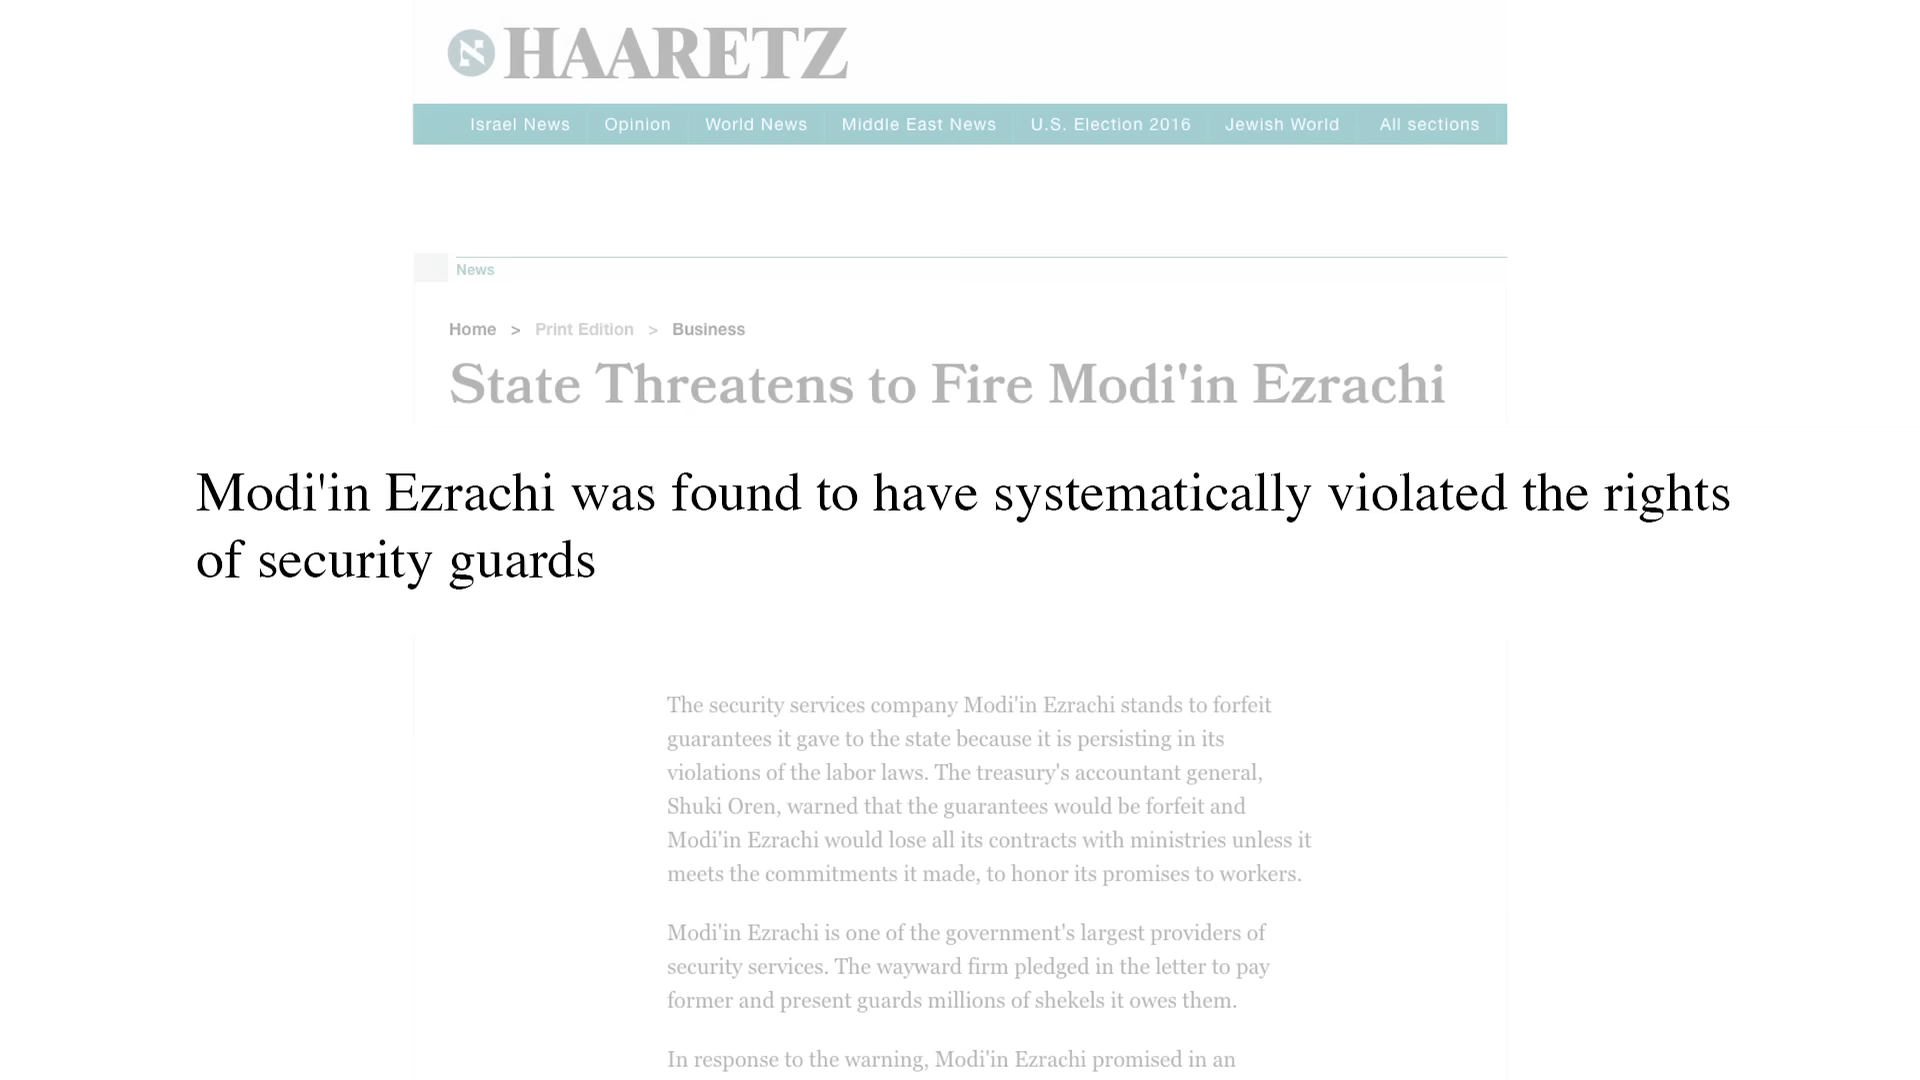 HAARETZ
Israel News Opinion World News Middle East News U.S. Election 2016 Jewish World All sections
News
Home > Print Edition > Business
State Threatens to Fire Modi'in Ezrachi
Modi'in Ezrachi was found to have systematically violated the rights
of security guards
The security services company Modi'in Ezrachi stands to forfeit
guarantees it gave to the state because it is persisting in its
violations of the labor laws. The treasury's accountant general,
Shuki Oren, warned that the guarantees would be forfeit and
Modi'in Ezrachi would lose all its contracts with ministries unless it
meets the commitments it made, to honor its promises to workers.
Modi'in Ezrachi is one of the government's largest providers of
security services. The wayward firm pledged in the letter to pay
former and present guards millions of shekels it owes them.
In response to the warning, Modi'in Ezrachi promised in an